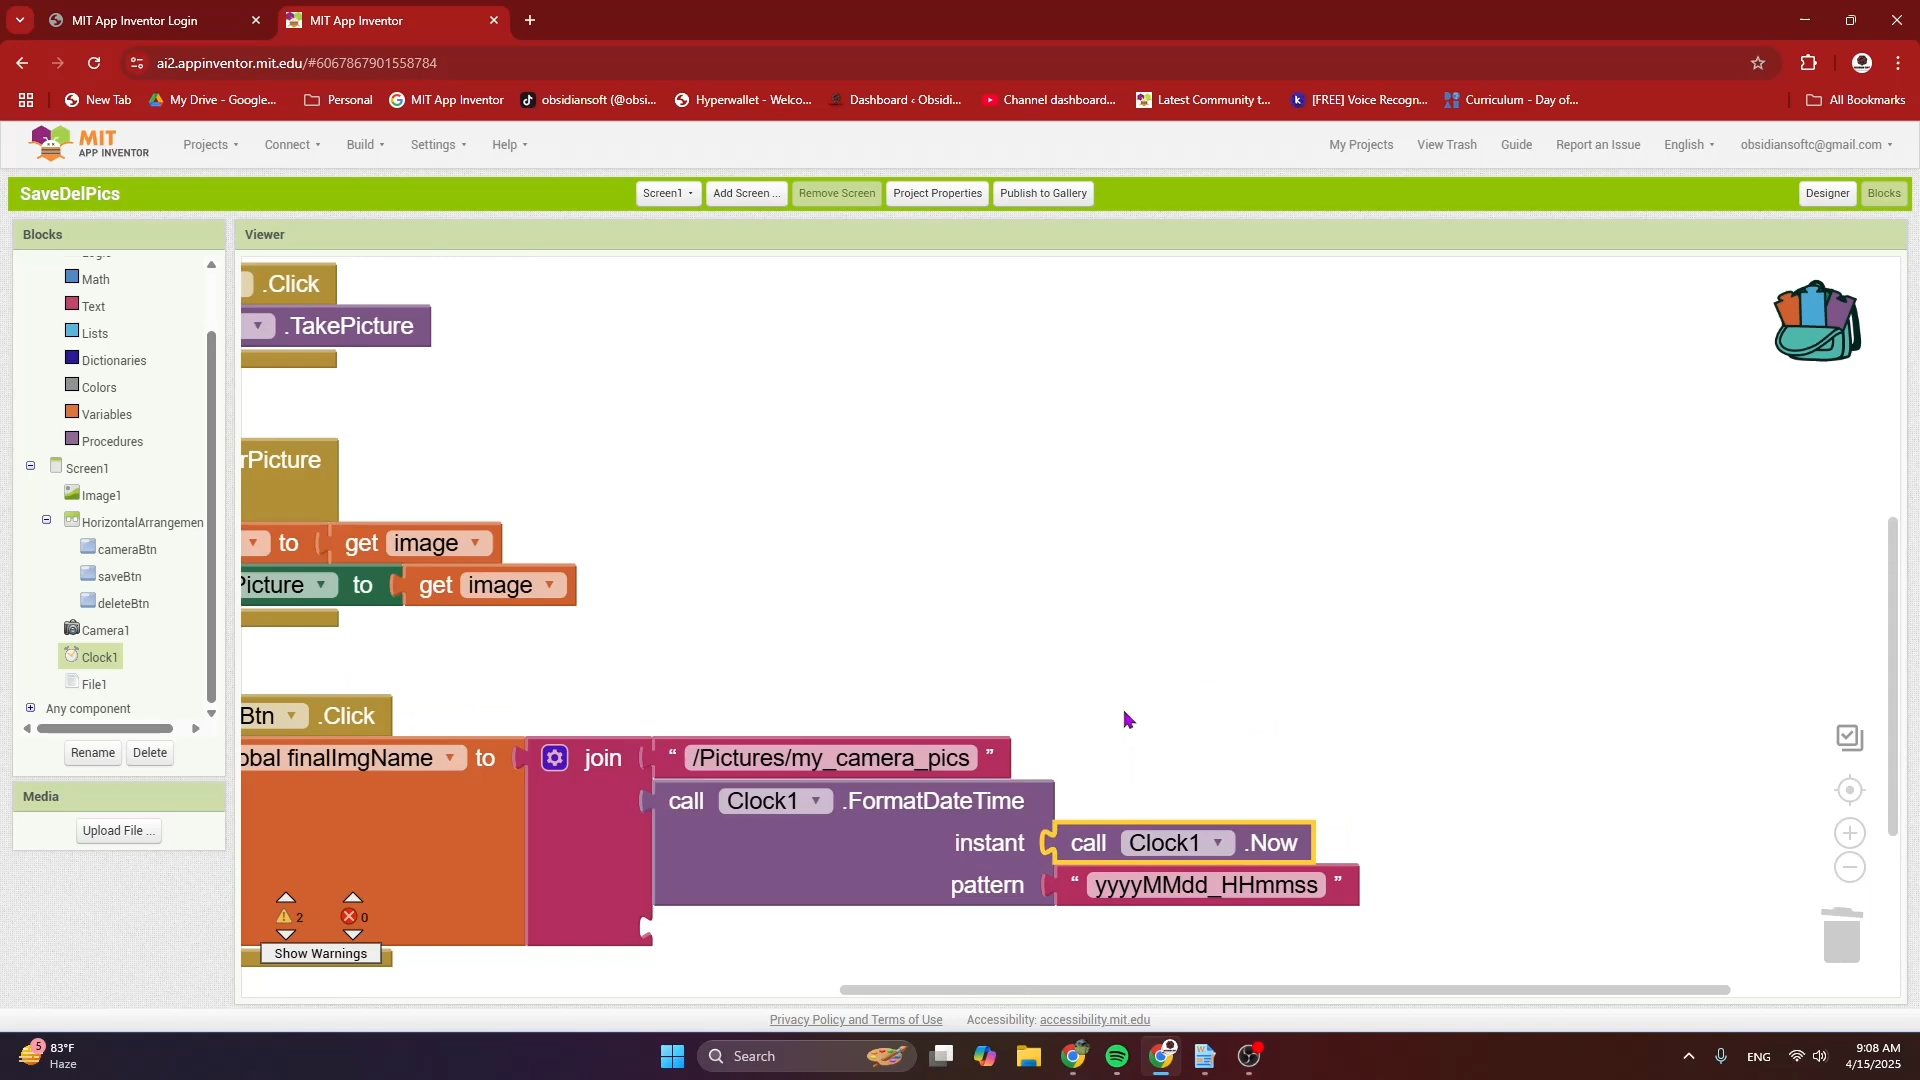 MIT App Inventor Login
MIT App Inventor
ai2.appinventor.mit.edu/#6067867901558784
New Tab
My Drive - Google...
Personal
MIT App Inventor
obsidiansoft (@obsi...
Hyperwallet - Welco...
Dashboard ‹ Obsidi...
Channel dashboard...
Latest Community t...
[FREE] Voice Recogn...
Curriculum - Day of...
All Bookmarks
MIT
APP INVENTOR
Projects
Connect
Build
Settings
Help
My Projects
View Trash
Guide
Report an Issue
English
obsidiansoftc@gmail.com
SaveDelPics
Screen1
Add Screen ...
Remove Screen
Project Properties
Publish to Gallery
Designer
Blocks
Blocks
Viewer
Math
Text
Lists
Dictionaries
Colors
Variables
Procedures
Screen1
Image1
HorizontalArrangemen
cameraBtn
saveBtn
deleteBtn
Camera1
Clock1
File1
Any component
Rename
Delete
Media
Upload File ...
.Click
.TakePicture
rPicture
to get image
Picture to get image
Btn .Click
obal finalImgName to join “ /Pictures/my_camera_pics ”
call Clock1 .FormatDateTime
instant call Clock1 .Now
pattern “ yyyyMMdd_HHmmss ”
2
0
Show Warnings
Privacy Policy and Terms of Use
Accessibility: accessibility.mit.edu
5
83°F
Haze
Search
ENG
9:08 AM
4/15/2025